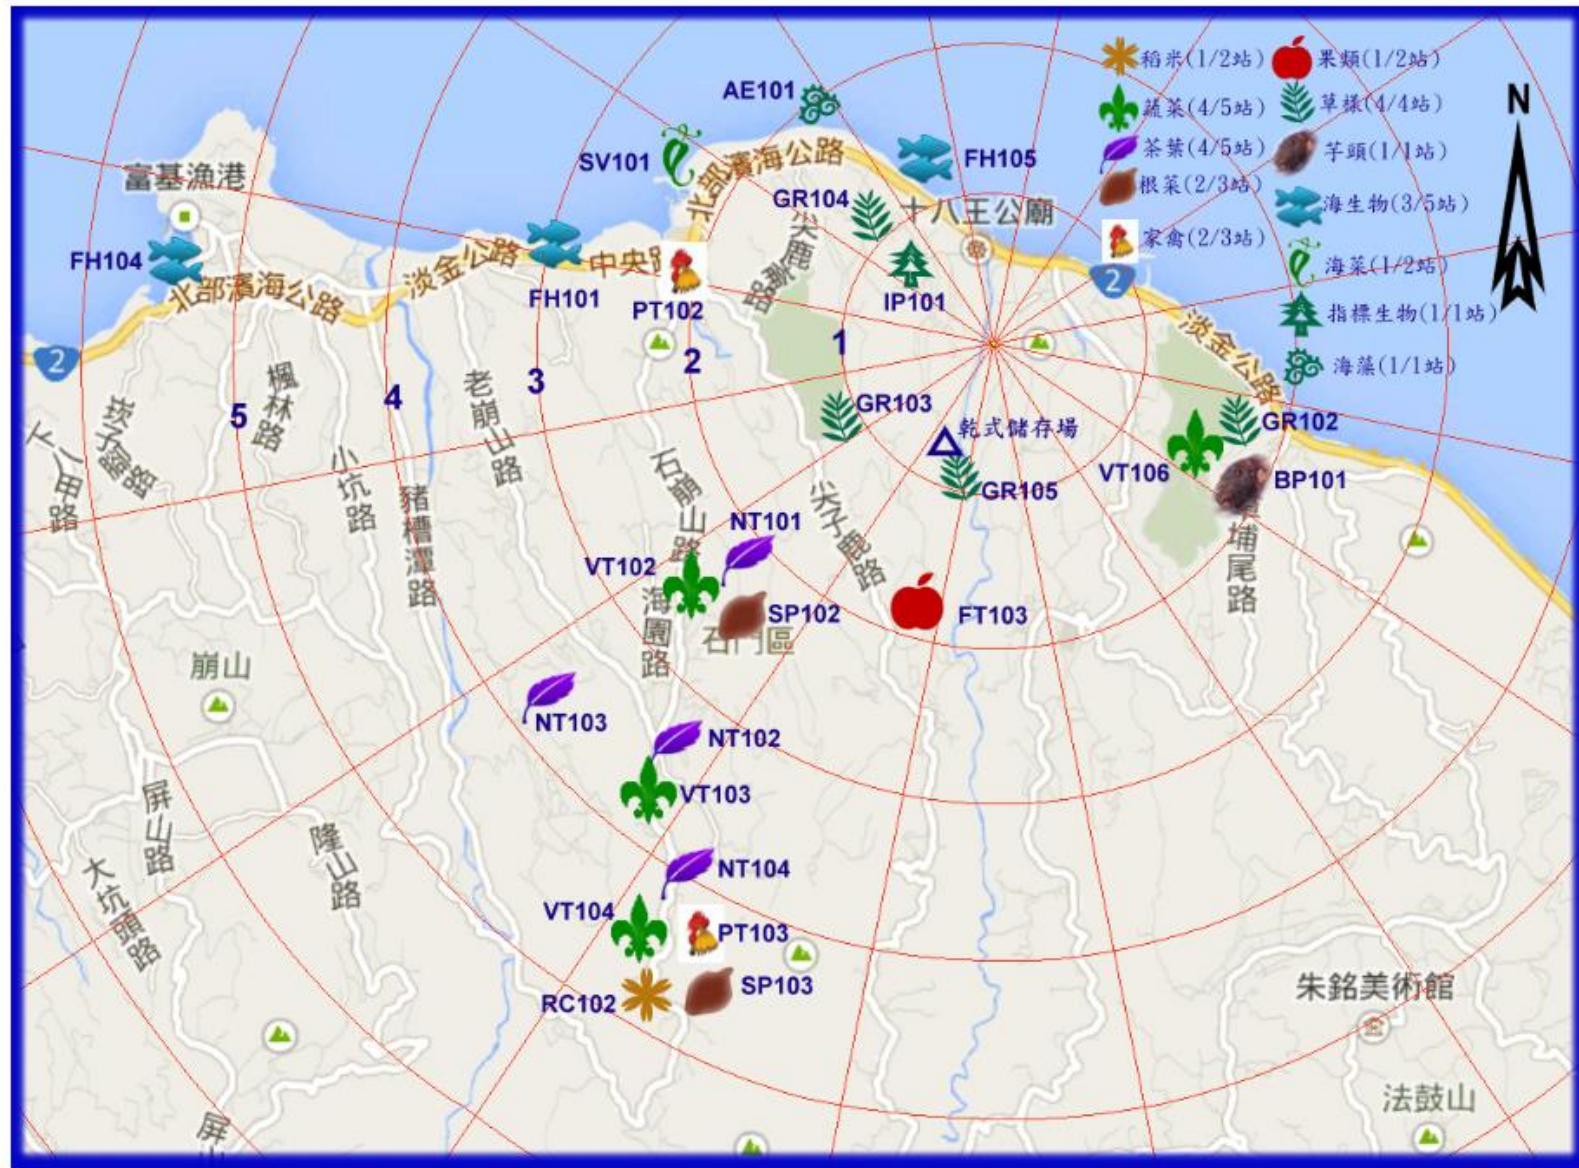 稻米(1/2站)
果類(1/2站)
蔬菜(4/5站)
草樣(4/4站)
茶葉(4/5站)
芋頭(1/1站)
根菜(2/3站)
海生物(3/5站)
家禽(2/3站)
海菜(1/2站)
指標生物(1/1站)
海藻(1/1站)
N
AE101
SV101
FH105
北部濱海公路
GR104
十八王公廟
富基漁港
FH104
北部濱海公路
淡金公路
中央
FH101
PT102
IP101
尖鹿
2
2
淡金公路
1
2
3
4
5
楓林路
老崩山路
小坑路
豬槽潭路
石崩山路
尖子鹿路
GR103
乾式儲存場
GR105
GR102
VT106
BP101
埔尾路
NT101
VT102
SP102
海園路
石門區
FT103
崩山
NT103
NT102
VT103
屏山路
隆山路
大坑頭路
NT104
VT104
PT103
RC102
SP103
朱銘美術館
法鼓山
屏山